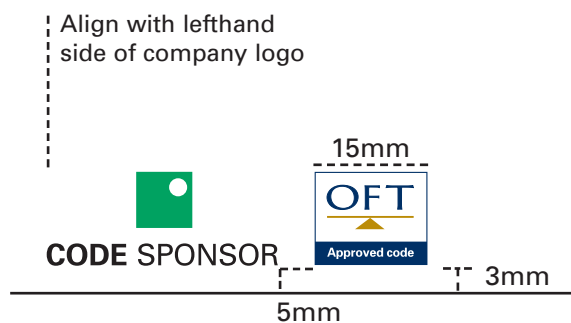 Align with lefthand
side of company logo
15mm
OFT
CODE SPONSOR
Approved code
3mm
5mm